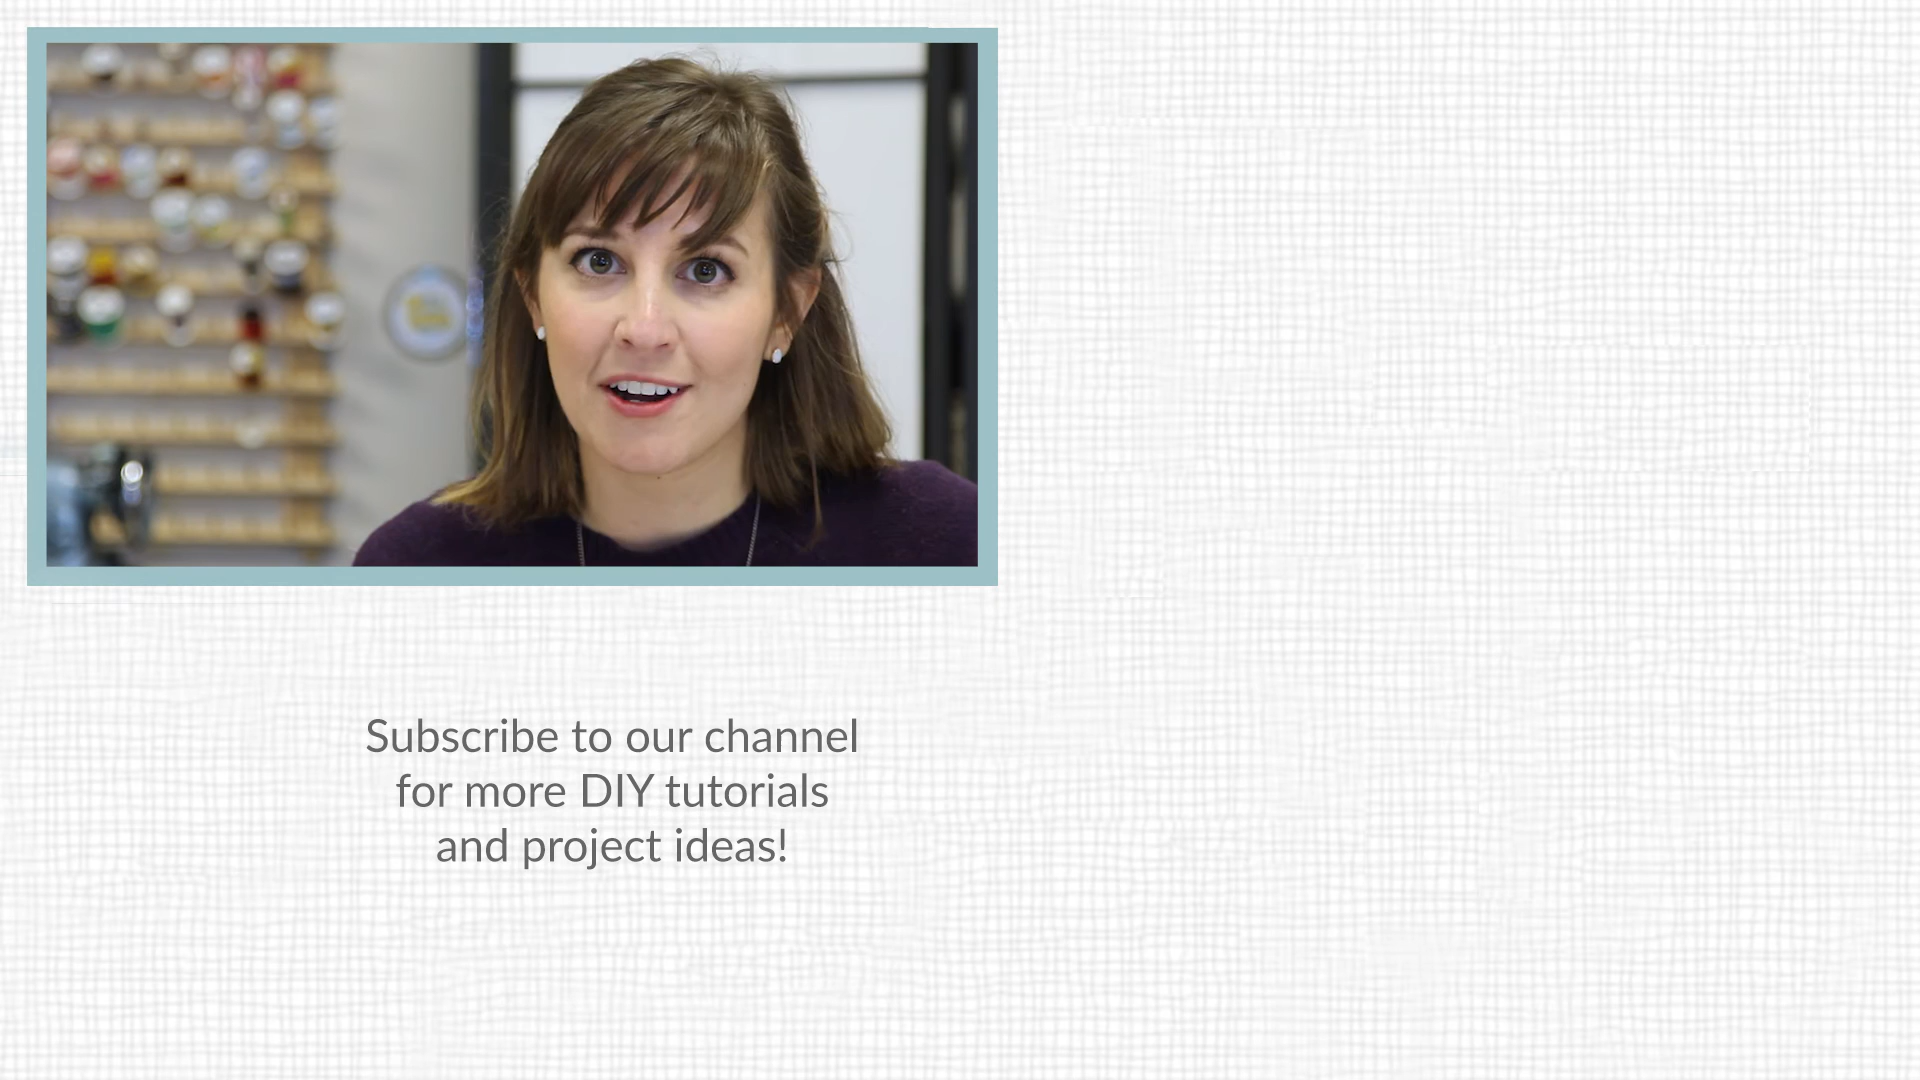 Subscribe to our channel
for more DIY tutorials
and project ideas!